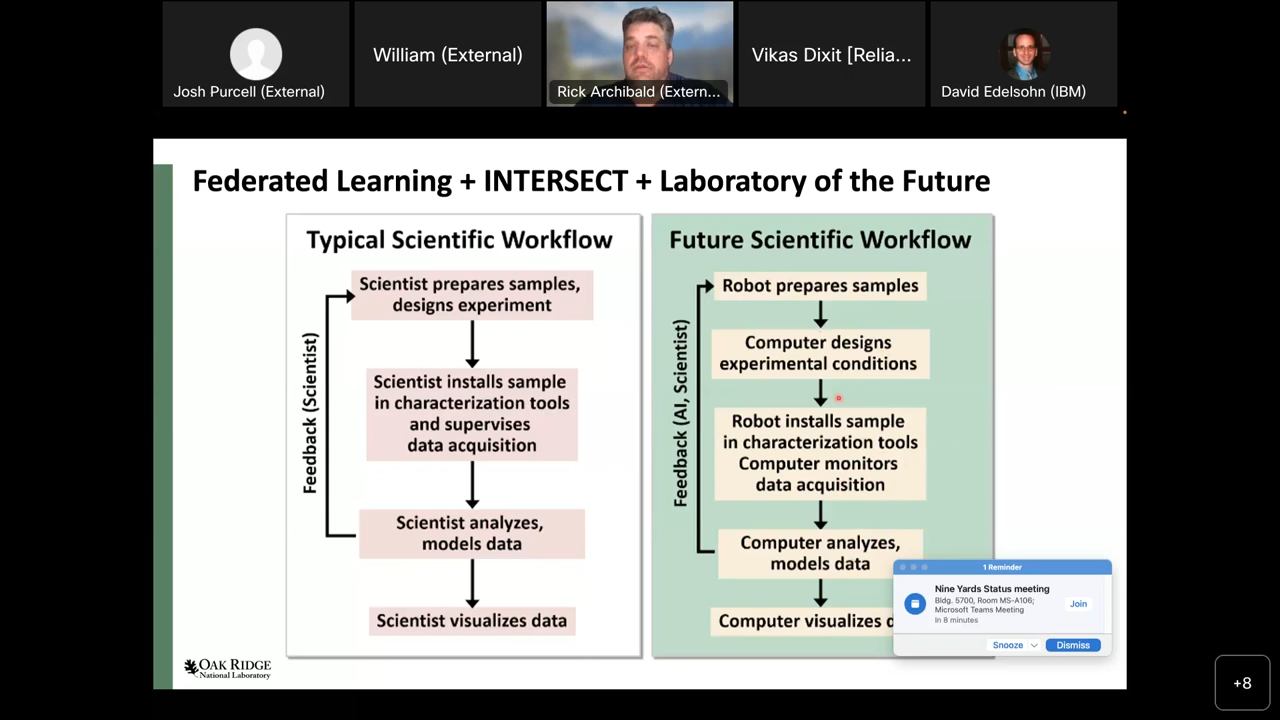 Josh Purcell (External)
William (External)
Rick Archibald (Extern...
Vikas Dixit [Relia...
David Edelsohn (IBM)
Federated Learning + INTERSECT + Laboratory of the Future
Typical Scientific Workflow
Scientist prepares samples,
designs experiment
Feedback (Scientist)
Scientist installs sample
in characterization tools
and supervises
data acquisition
Scientist analyzes,
models data
Scientist visualizes data
Future Scientific Workflow
Robot prepares samples
Computer designs
experimental conditions
Feedback (AI, Scientist)
Robot installs sample
in characterization tools
Computer monitors
data acquisition
Computer analyzes,
models data
Computer visualizes
1 Reminder
Nine Yards Status meeting
Bldg. 5700, Room MS-A106;
Microsoft Teams Meeting
In 8 minutes
Join
Snooze
Dismiss
OAK RIDGE
National Laboratory
+8